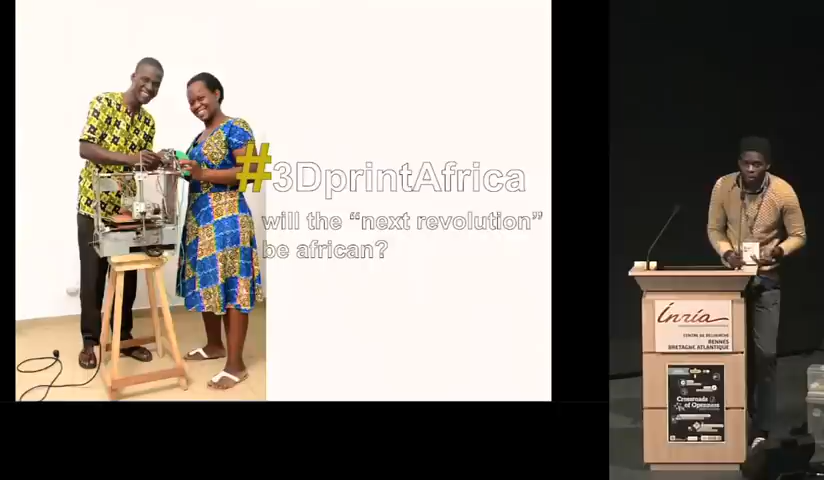 #3DprintAfrica
will the “next revolution”
be african?
Inria
CENTRE DE RECHERCHE
RENNES
BRETAGNE ATLANTIQUE
Crossroads
of Openness